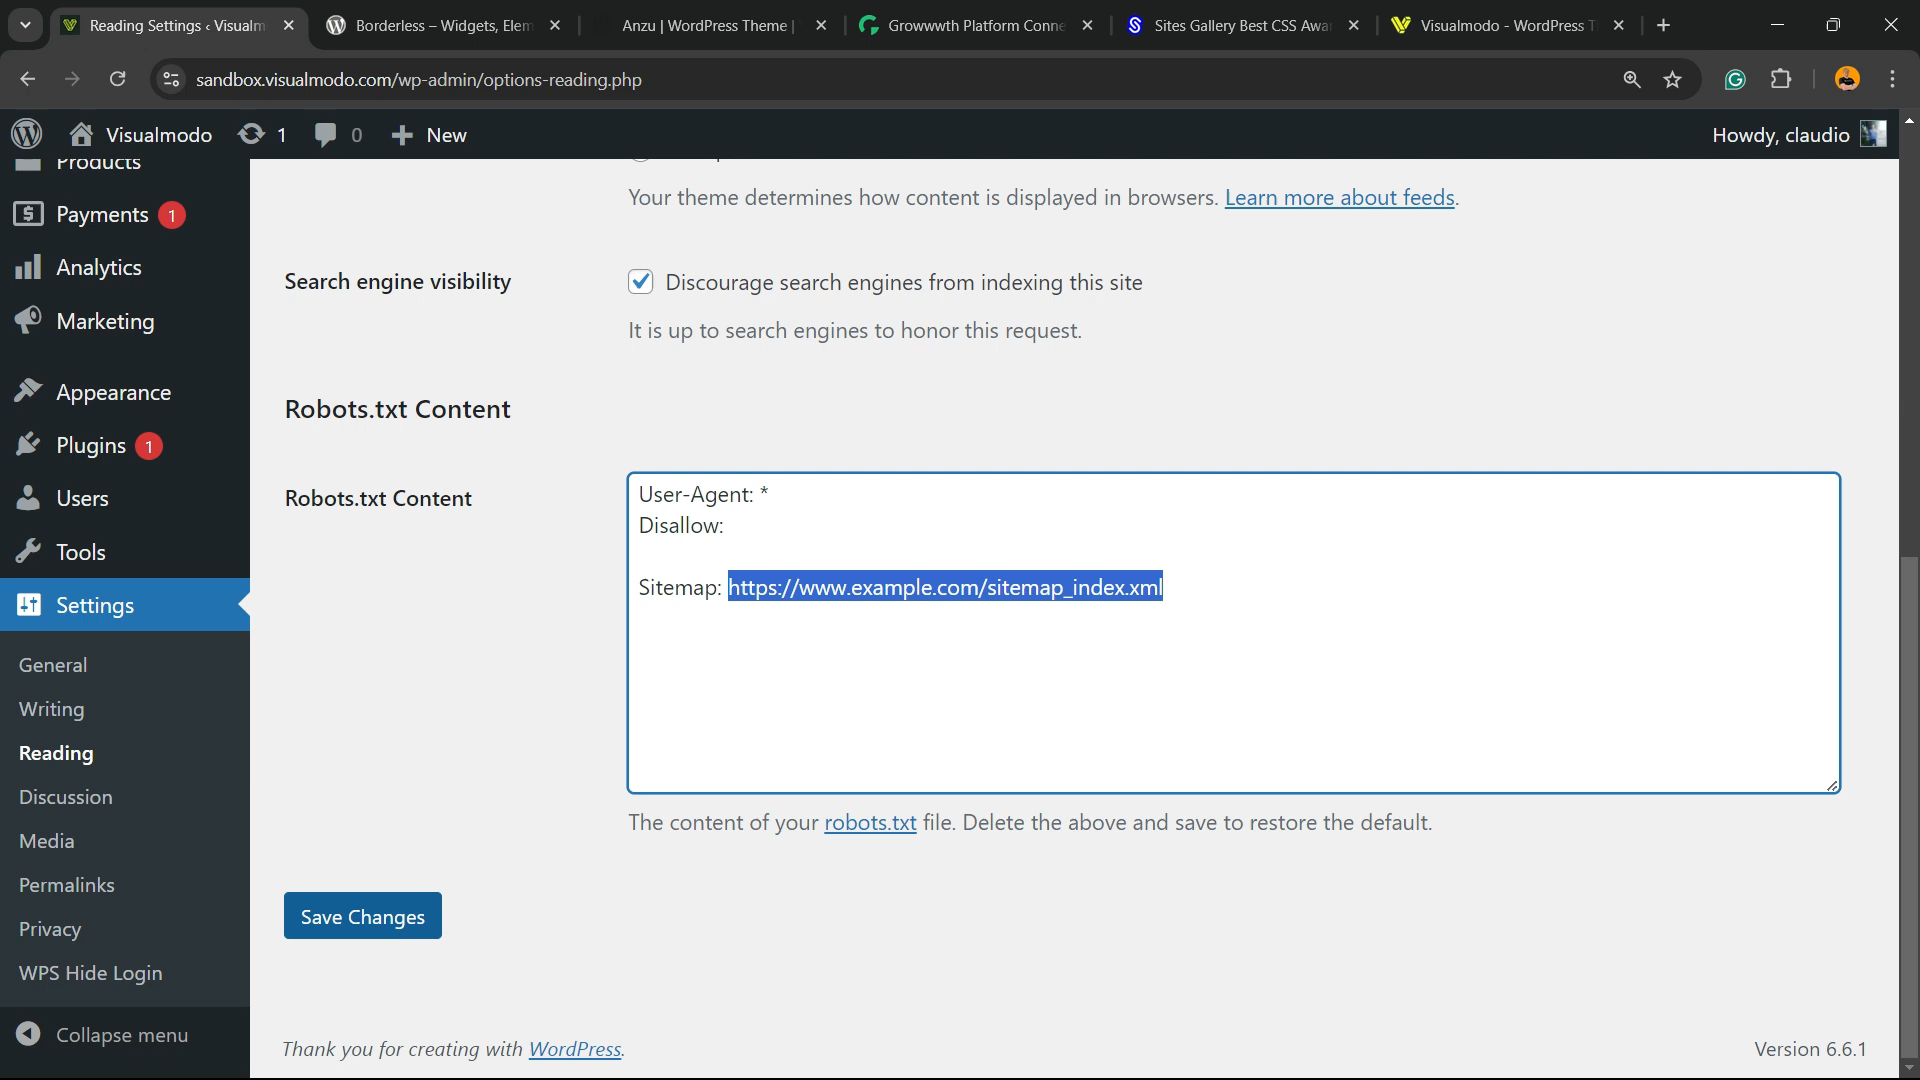 Reading Settings ‹ Visualm
Borderless – Widgets, Elem
Anzu | WordPress Theme |
Growwwth Platform Conne
Sites Gallery Best CSS Awa
Visualmodo - WordPress T
sandbox.visualmodo.com/wp-admin/options-reading.php
Visualmodo
1
0
New
Howdy, claudio
Products
Payments 1
Analytics
Marketing
Appearance
Plugins 1
Users
Tools
Settings
General
Writing
Reading
Discussion
Media
Permalinks
Privacy
WPS Hide Login
Collapse menu
Your theme determines how content is displayed in browsers. Learn more about feeds.
Search engine visibility
Discourage search engines from indexing this site
It is up to search engines to honor this request.
Robots.txt Content
Robots.txt Content
User-Agent: *
Disallow:
Sitemap: https://www.example.com/sitemap_index.xml
The content of your robots.txt file. Delete the above and save to restore the default.
Save Changes
Thank you for creating with WordPress.
Version 6.6.1